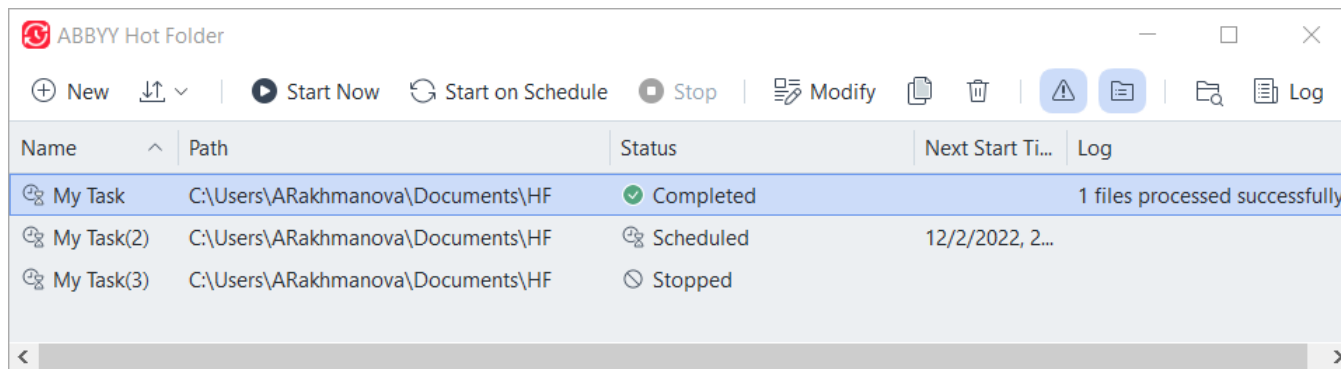 ABBYY Hot Folder
New Start Now Start on Schedule Stop Modify Log
Name Path Status Next Start Ti... Log
My Task C:\Users\ARakhmanova\Documents\HF Completed 1 files processed successfully
My Task(2) C:\Users\ARakhmanova\Documents\HF Scheduled 12/2/2022, 2...
My Task(3) C:\Users\ARakhmanova\Documents\HF Stopped